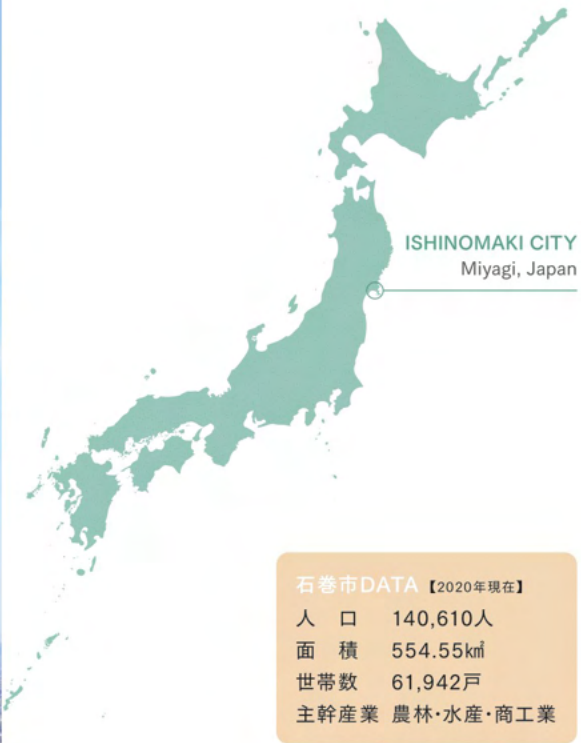 ISHINOMAKI CITY
Miyagi, Japan
石巻市DATA 【2020年現在】
人 口 140,610人
面 積 554.55㎢
世帯数 61,942戸
主幹産業 農林・水産・商工業